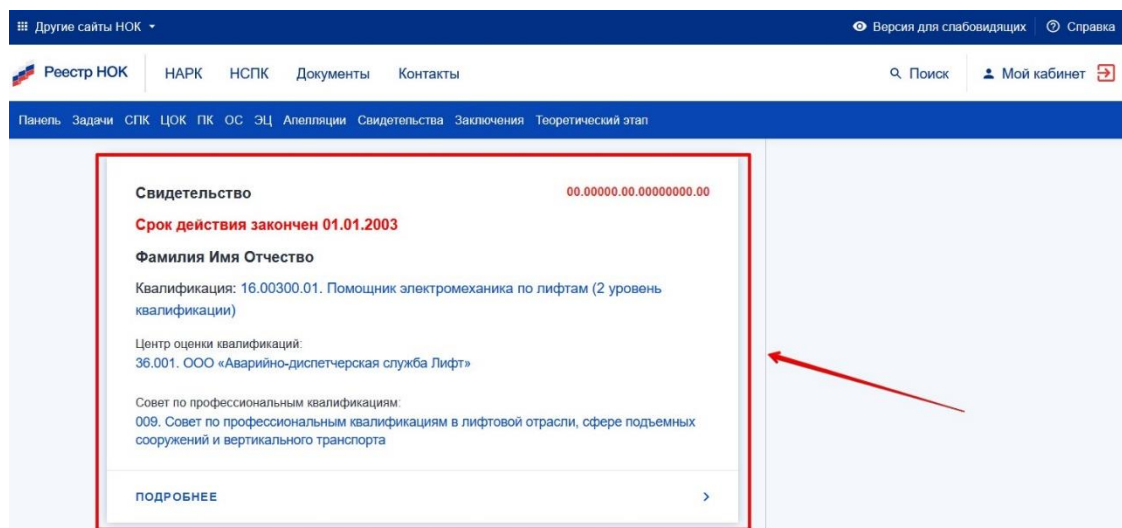 Другие сайты НОК
Версия для слабовидящих
Справка
Реестр НОК
НАРК
НСПК
Документы
Контакты
Поиск
Мой кабинет
Панель Задачи СПК ЦОК ПК ОС ЭЦ Апелляции Свидетельства Заключения Теоретический этап
Свидетельство
00.00000.00.00000000.00
Срок действия закончен 01.01.2003
Фамилия Имя Отчество
Квалификация: 16.00300.01. Помощник электромеханика по лифтам (2 уровень
квалификации)
Центр оценки квалификаций:
36.001. ООО «Аварийно-диспетчерская служба Лифт»
Совет по профессиональным квалификациям:
009. Совет по профессиональным квалификациям в лифтовой отрасли, сфере подъемных
сооружений и вертикального транспорта
ПОДРОБНЕЕ